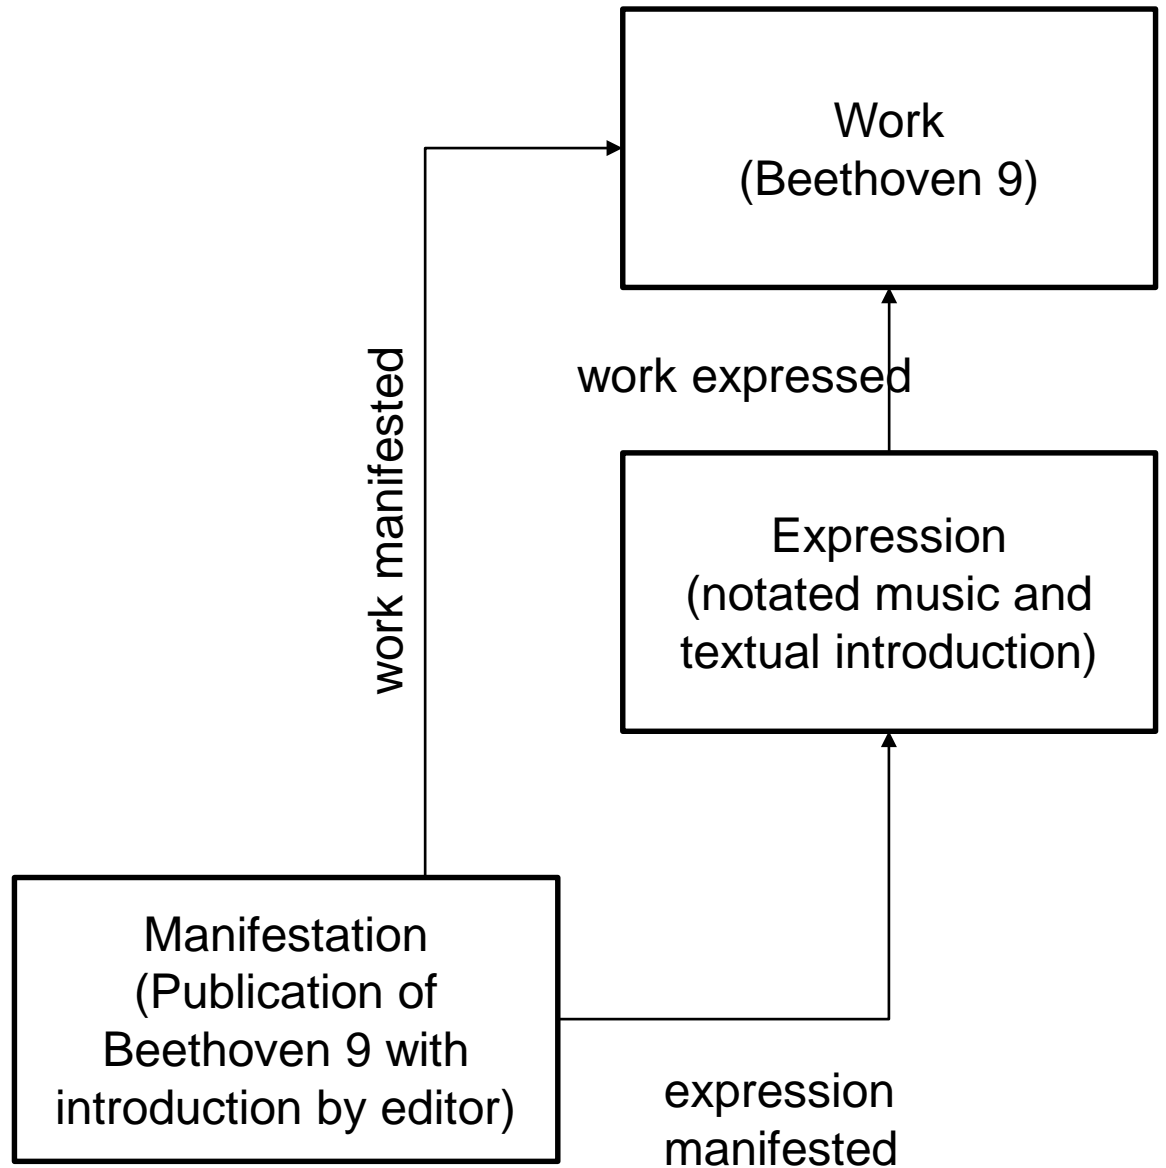 Work
(Beethoven 9)
work manifested
work expressed
Expression
(notated music and
textual introduction)
Manifestation
(Publication of
Beethoven 9 with
introduction by editor)
expression
manifested